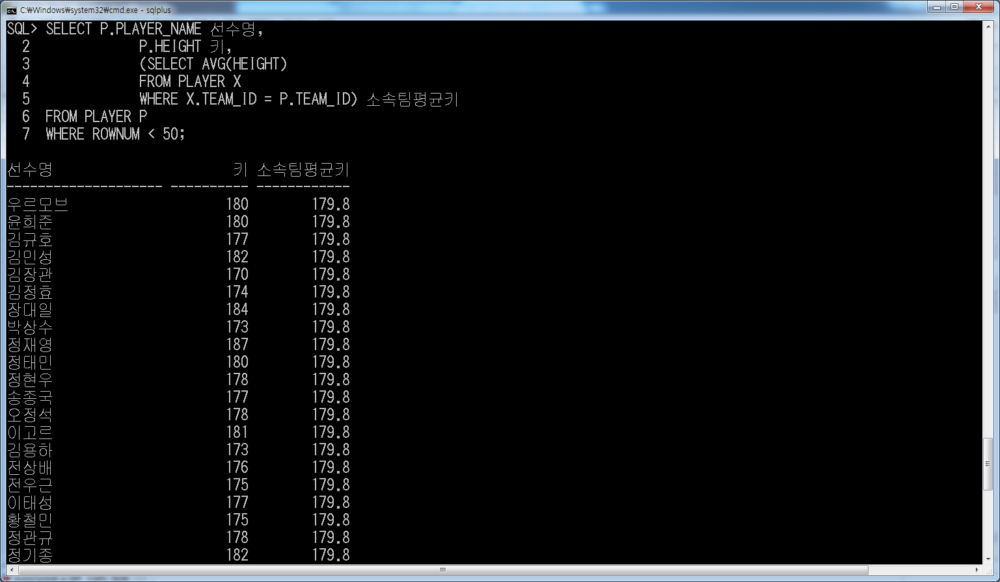 C:₩Windows₩system32₩cmd.exe - sqlplus
SQL> SELECT P.PLAYER_NAME 선수명,
2 P.HEIGHT 키,
3 (SELECT AVG(HEIGHT)
4 FROM PLAYER X
5 WHERE X.TEAM_ID = P.TEAM_ID) 소속팀평균키
6 FROM PLAYER P
7 WHERE ROWNUM < 50;
선수명 키 소속팀평균키
-------------------- ---------- ------------
우르모브 180 179.8
윤희준 180 179.8
김규호 177 179.8
김민성 182 179.8
김장관 170 179.8
김정효 174 179.8
장대일 184 179.8
박상수 173 179.8
정재영 187 179.8
정태민 180 179.8
정현우 178 179.8
송종국 177 179.8
오정석 178 179.8
이고르 181 179.8
김용하 173 179.8
전상배 176 179.8
전우근 175 179.8
이태성 177 179.8
황철민 175 179.8
정관규 178 179.8
정기종 182 179.8